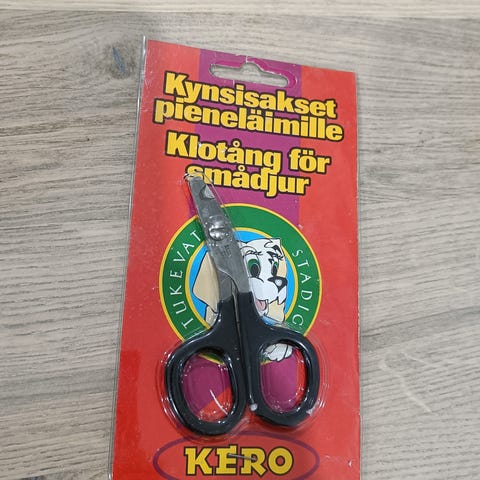 Kynsisakset
pieneläimille
Klotång för
smådjur
TUKEVAT
STADIG
KERO